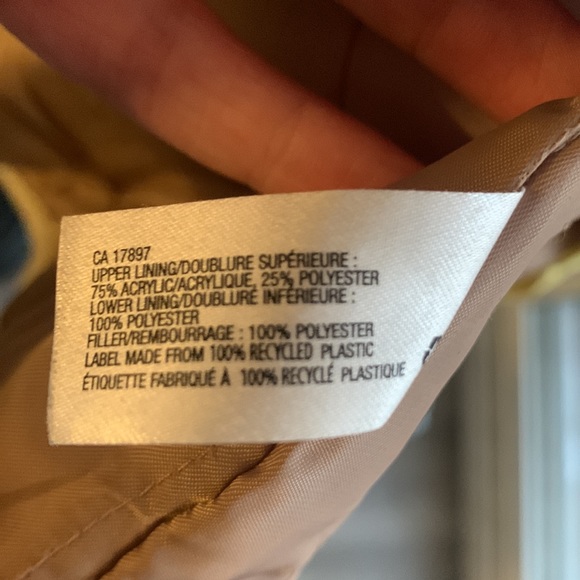 CA 17897
UPPER LINING/DOUBLURE SUPÉRIEURE :
75% ACRYLIC/ACRYLIQUE, 25% POLYESTER
LOWER LINING/DOUBLURE INFÉRIEURE :
100% POLYESTER
FILLER/REMBOURRAGE : 100% POLYESTER
LABEL MADE FROM 100% RECYCLED PLASTIC
ÉTIQUETTE FABRIQUÉ À 100% RECYCLÉ PLASTIQUE